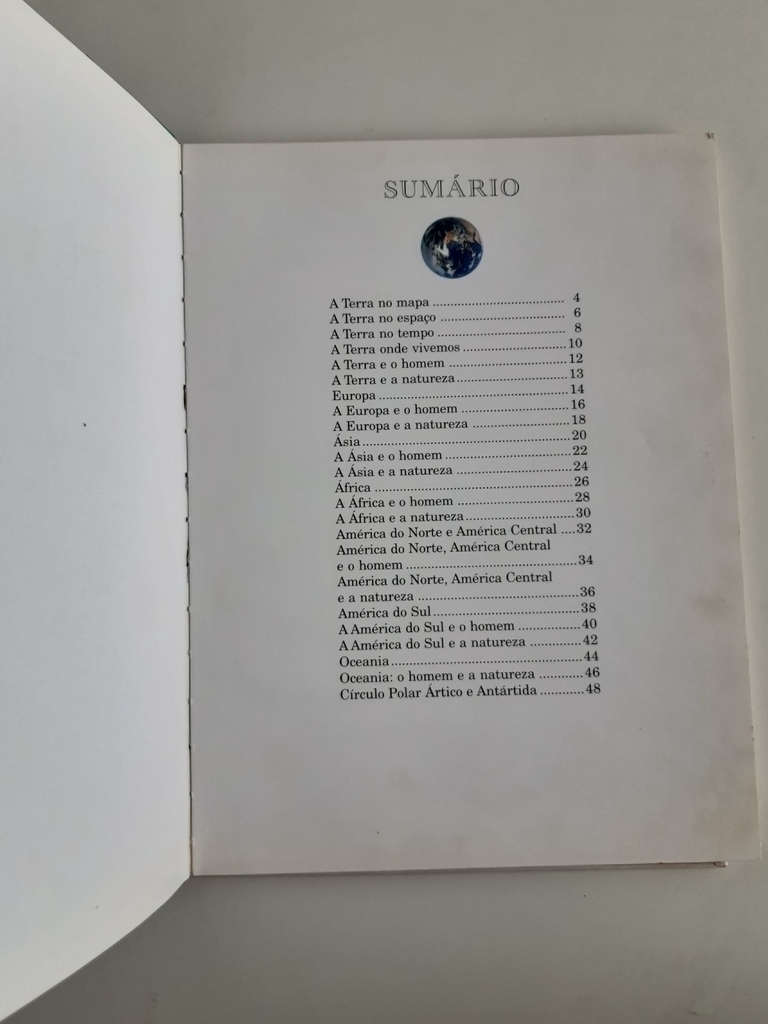 SUMÁRIO
A Terra no mapa ..................................... 4
A Terra no espaço ................................... 6
A Terra no tempo .................................... 8
A Terra onde vivemos .............................10
A Terra e o homem .................................12
A Terra e a natureza ...............................13
Europa .....................................................14
A Europa e o homem ..............................16
A Europa e a natureza ...........................18
Ásia ..........................................................20
A Ásia e o homem ...................................22
A Ásia e a natureza .................................24
África ........................................................26
A África e o homem .................................28
A África e a natureza ...............................30
América do Norte e América Central ....32
América do Norte, América Central
e o homem ................................................34
América do Norte, América Central
e a natureza .............................................36
América do Sul .........................................38
A América do Sul e o homem .................40
A América do Sul e a natureza ..............42
Oceania .....................................................44
Oceania: o homem e a natureza ............46
Círculo Polar Ártico e Antártida ............48